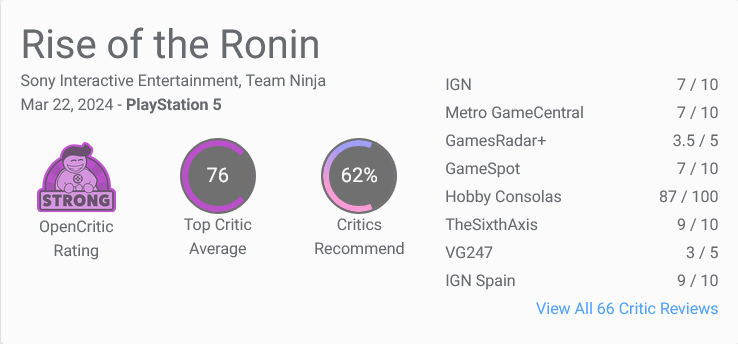 Rise of the Ronin
Sony Interactive Entertainment, Team Ninja
Mar 22, 2024 - PlayStation 5
STRONG
OpenCritic
Rating
76
Top Critic
Average
62%
Critics
Recommend
IGN 7 / 10
Metro GameCentral 7 / 10
GamesRadar+ 3.5 / 5
GameSpot 7 / 10
Hobby Consolas 87 / 100
TheSixthAxis 9 / 10
VG247 3 / 5
IGN Spain 9 / 10
View All 66 Critic Reviews